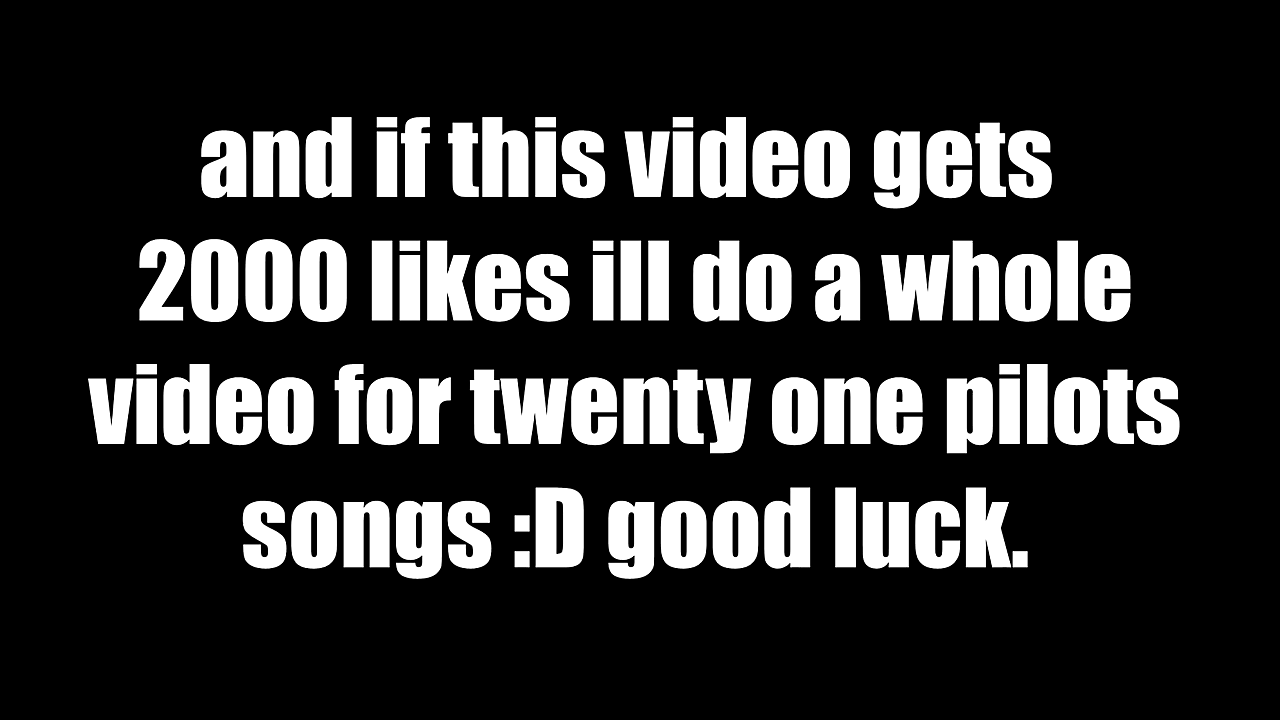 and if this video gets
2000 likes ill do a whole
video for twenty one pilots
songs :D good luck.